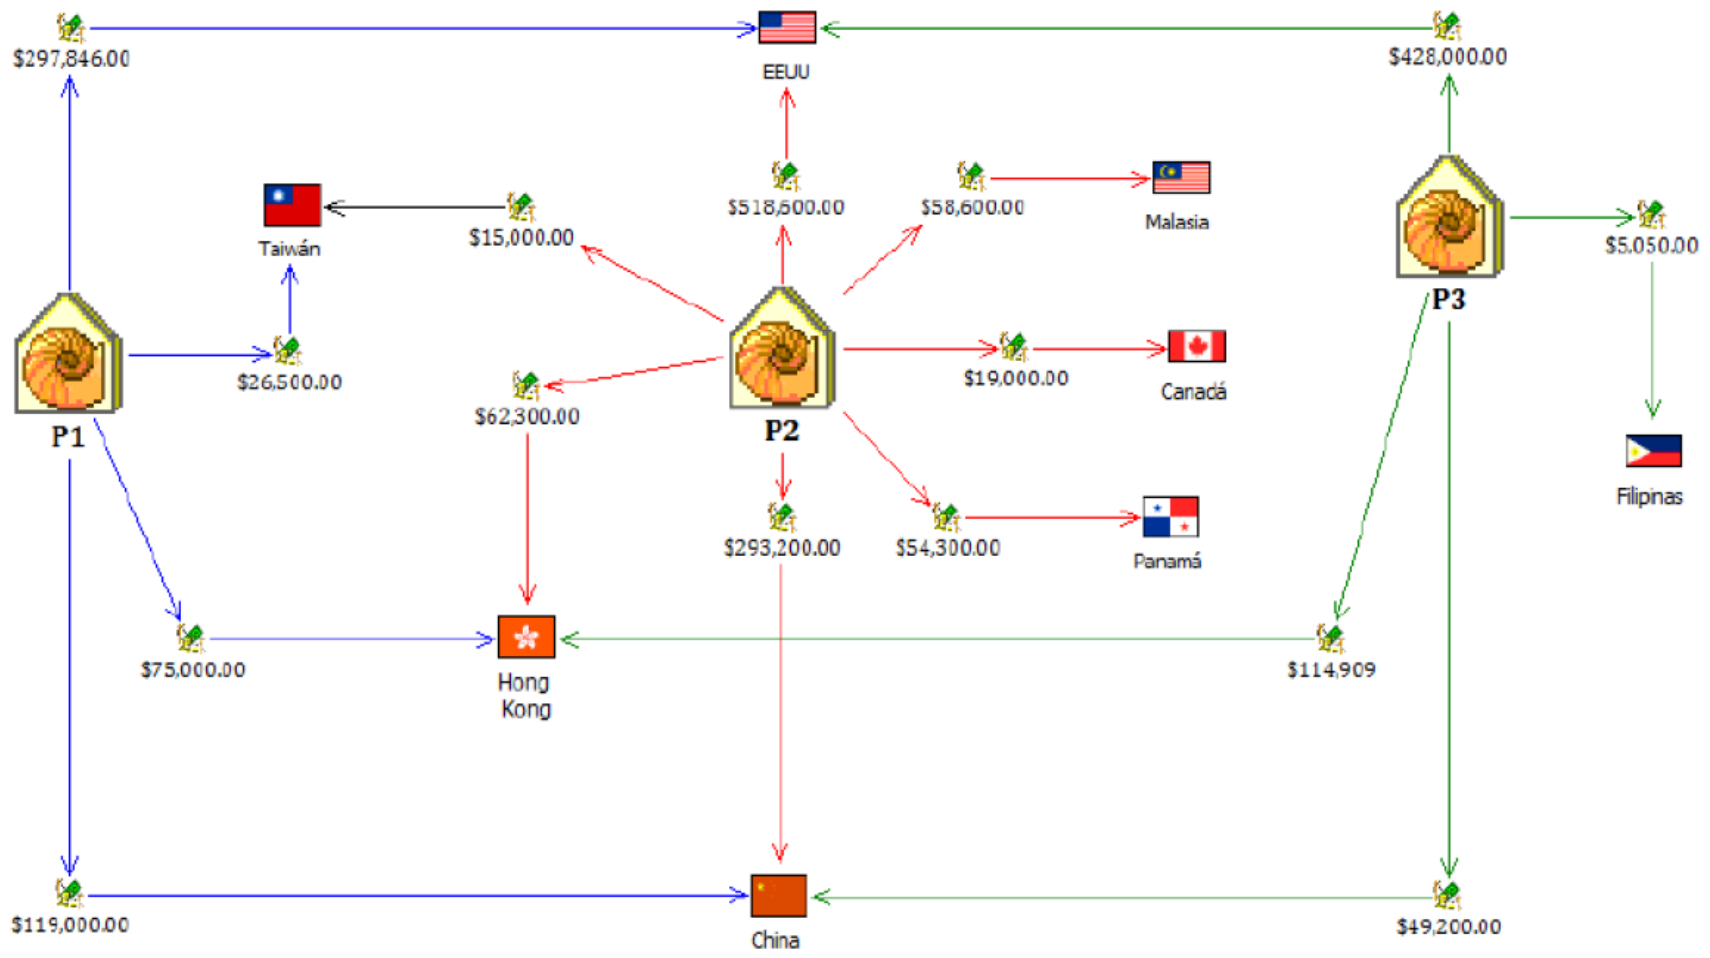 $297,846.00
EEUU
$428,000.00
$518,500.00
$58,600.00
Malasia
Taiwán
$15,000.00
$5,050.00
P3
$26,500.00
$62,300.00
$19,000.00
Canadá
P1
P2
Filipinas
$293,200.00
$54,300.00
Panamá
$75,000.00
Hong
Kong
$114,909
$119,000.00
China
$49,200.00